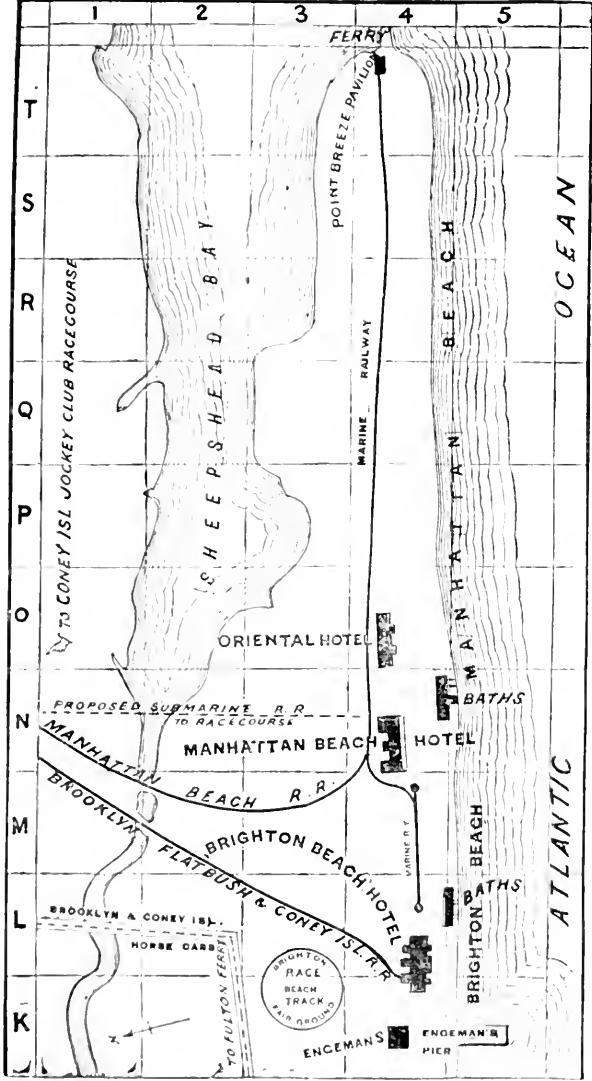 1 2 3 4 5
FERRY
T
POINT BREEZE PAVILION
S
OCEAN
BEACH
R
TO CONEY ISL JOCKEY CLUB RACECOURSE
SHEEPSHEAD BAY
MARINE RAILWAY
Q
P
MANHATTAN
O
ORIENTAL HOTEL
BATHS
PROPOSED SUBMARINE R.R
TO RACECOURSE
N
MANHATTAN BEACH HOTEL
MANHATTAN BEACH R.R.
ATLANTIC
M
BROOKLYN FLATBUSH & CONEY ISL. R.R
BRIGHTON BEACH HOTEL
MARINE R.Y
BRIGHTON BEACH
BATHS
L
BROOKLYN & CONEY ISL.
HORSE CARS
TO FULTON FERRY
BRIGHTON
RACE
BEACH
TRACK
FAIR GROUND
K
ENGEMANS
ENGEMAN'S
PIER